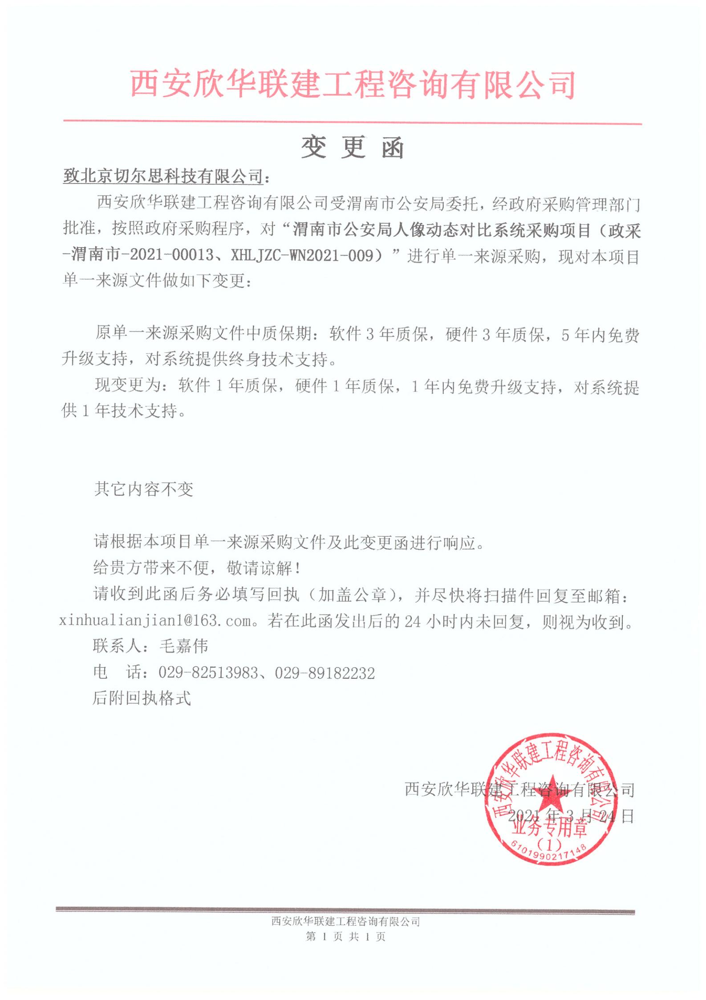 西安欣华联建工程咨询有限公司
变 更 函
致北京切尔思科技有限公司：
西安欣华联建工程咨询有限公司受渭南市公安局委托，经政府采购管理部门
批准，按照政府采购程序，对“渭南市公安局人像动态对比系统采购项目（政采
-渭南市-2021-00013、XHLJZC-WN2021-009）”进行单一来源采购，现对本项目
单一来源文件做如下变更：
原单一来源采购文件中质保期：软件 3 年质保，硬件 3 年质保，5 年内免费
升级支持，对系统提供终身技术支持。
现变更为：软件 1 年质保，硬件 1 年质保，1 年内免费升级支持，对系统提
供 1 年技术支持。
其它内容不变
请根据本项目单一来源采购文件及此变更函进行响应。
给贵方带来不便，敬请谅解！
请收到此函后务必填写回执（加盖公章），并尽快将扫描件回复至邮箱：
xinhualianjian1@163.com。若在此函发出后的 24 小时内未回复，则视为收到。
联系人：毛嘉伟
电　话：029-82513983、029-89182232
后附回执格式
西安欣华联建工程咨询有限公司
2021 年 3 月 24 日
西安欣华联建工程咨询有限公司
业务专用章
（1）
6101990217148
西安欣华联建工程咨询有限公司
第 1 页 共 1 页